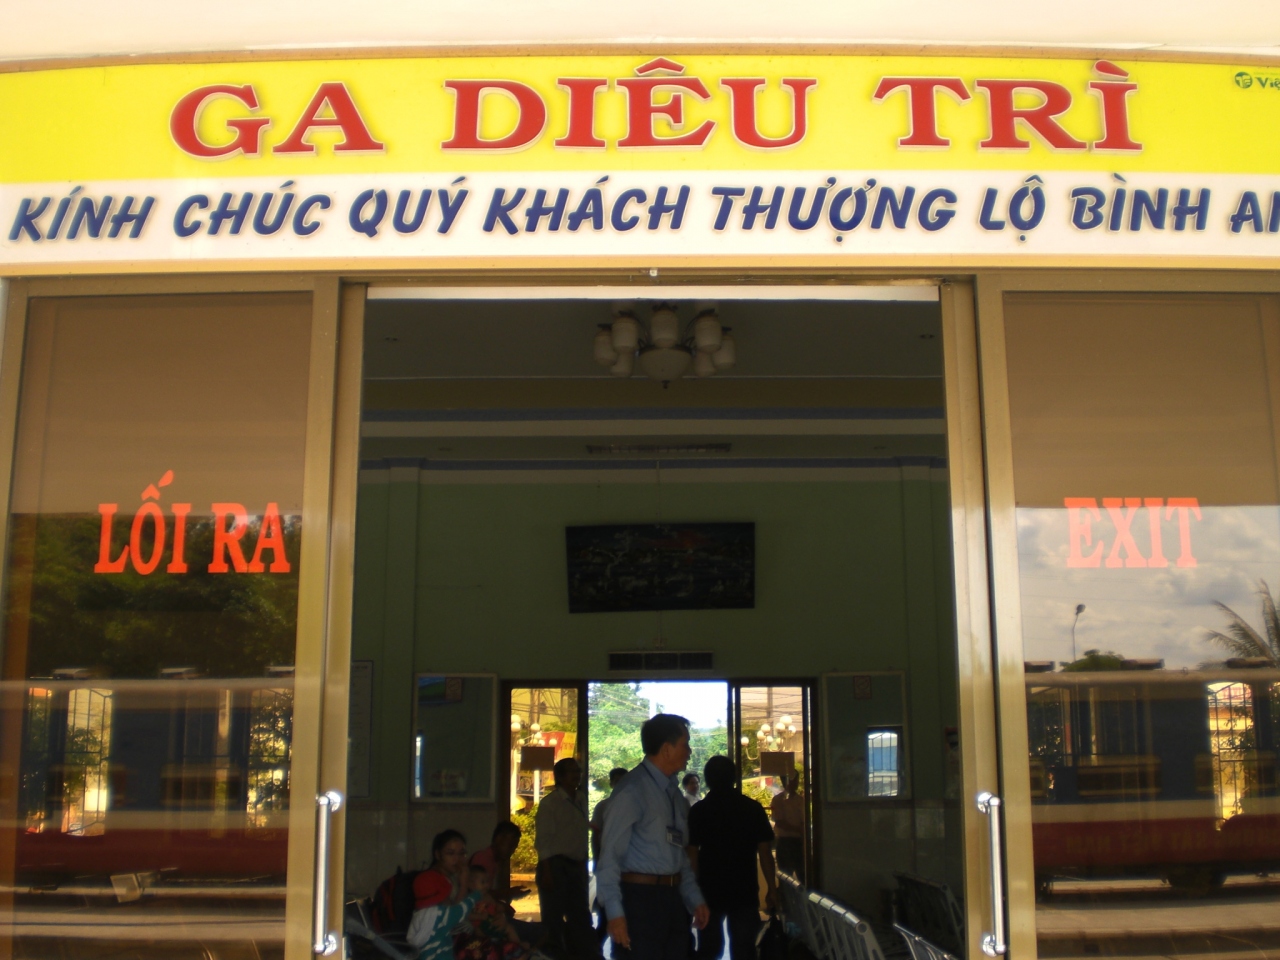 GA DIÊU TRÌ
KÍNH CHÚC QUÝ KHÁCH THƯỢNG LỘ BÌNH AN
LỐI RA
EXIT